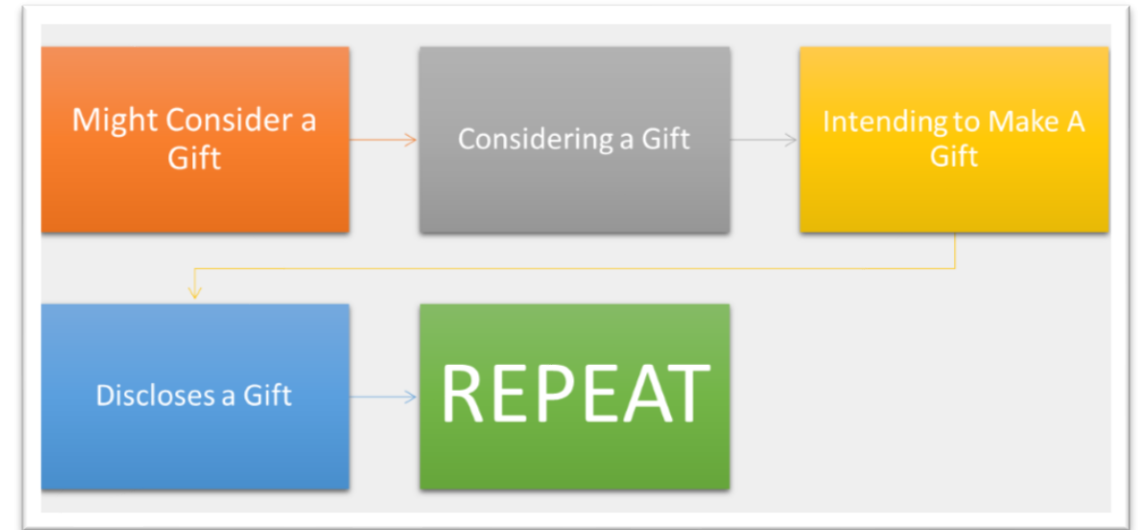 Might Consider a
Gift
Considering a Gift
Intending to Make A
Gift
Discloses a Gift
REPEAT